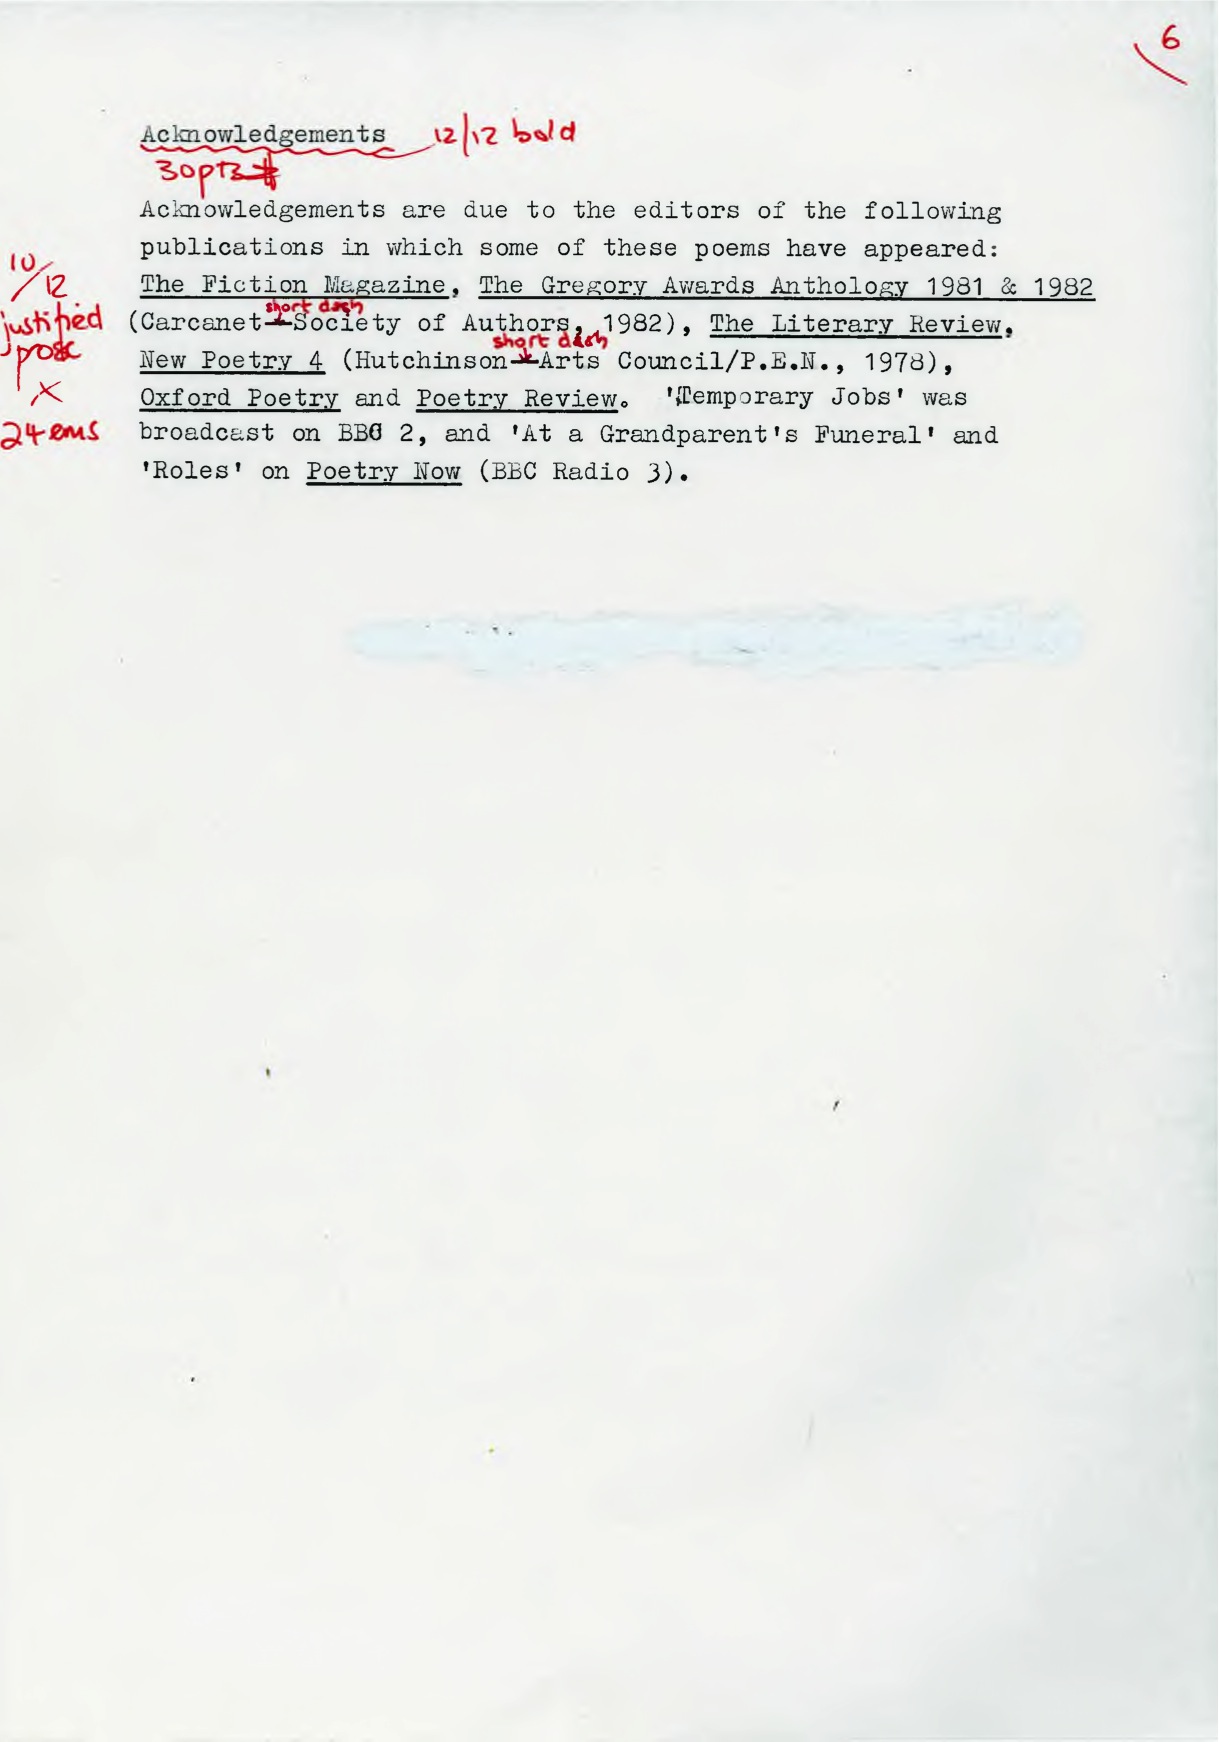 6
Acknowledgements 12/12 bold
30pts #
Acknowledgements are due to the editors of the following
publications in which some of these poems have appeared:
10/12
The Fiction Magazine, The Gregory Awards Anthology 1981 & 1982
short dash
justified
(Carcanet-Society of Authors, 1982), The Literary Review,
short dash
prose
New Poetry 4 (Hutchinson-Arts Council/P.E.N., 1978),
x
Oxford Poetry and Poetry Review. 'Temporary Jobs' was
24 ems
broadcast on BBC 2, and 'At a Grandparent's Funeral' and
'Roles' on Poetry Now (BBC Radio 3).